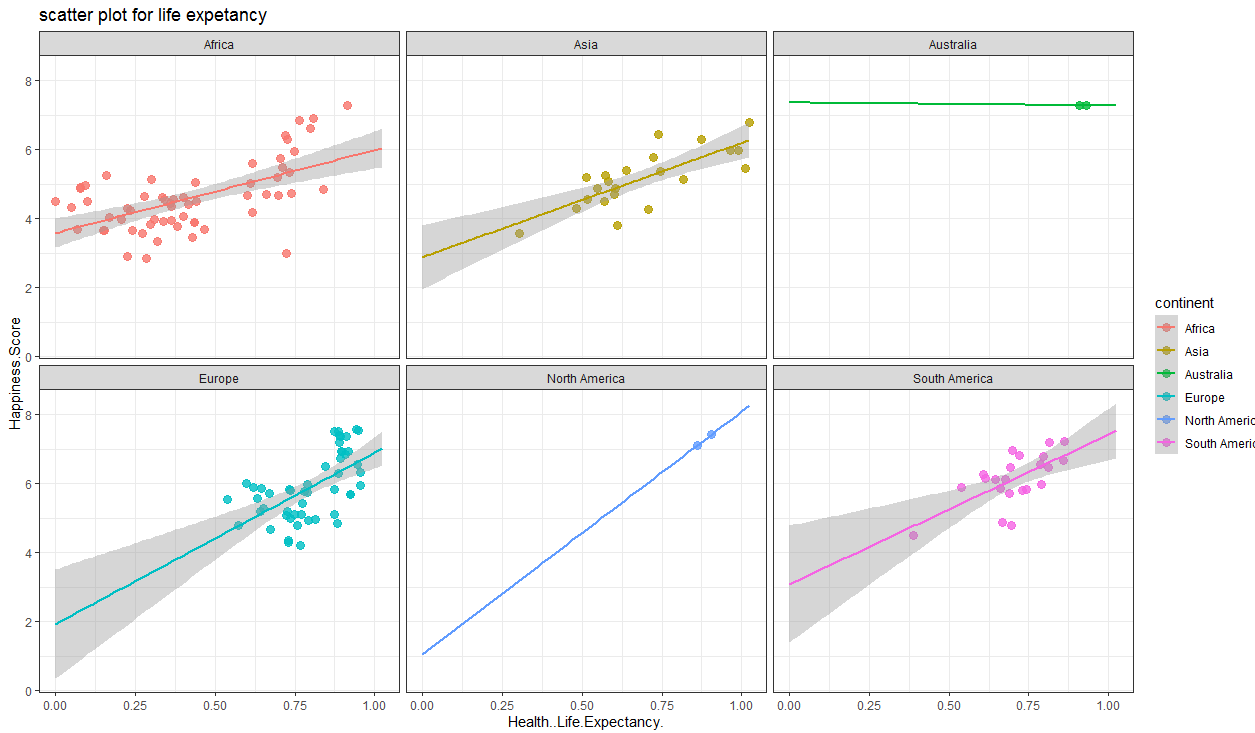 scatter plot for life expetancy
Africa
Asia
Australia
8
6
4
2
0
Happiness.Score
Europe
North America
South America
8
6
4
2
0
0.00 0.25 0.50 0.75 1.00
0.00 0.25 0.50 0.75 1.00
0.00 0.25 0.50 0.75 1.00
Health..Life.Expectancy.
continent
Africa
Asia
Australia
Europe
North Americ
South Americ